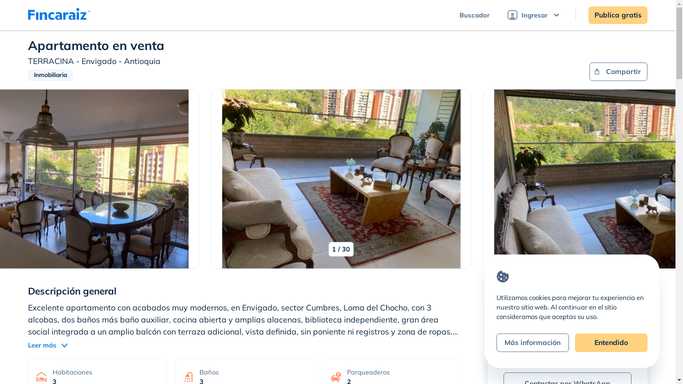 Fincaraiz
Buscador
Ingresar
Publica gratis
Apartamento en venta
TERRACINA - Envigado - Antioquia
Inmobiliaria
Compartir
1 / 30
Descripción general
Excelente apartamento con acabados muy modernos, en Envigado, sector Cumbres, Loma del Chocho, con 3
alcobas, dos baños más baño auxiliar, cocina abierta y amplias alacenas, biblioteca independiente, gran área
social integrada a un amplio balcón con terraza adicional, vista definida, sin poniente ni registros y zona de ropas....
Leer más
Habitaciones
3
Baños
3
Parqueaderos
2
Utilizamos cookies para mejorar tu experiencia en
nuestro sitio web. Al continuar en el sitio
consideramos que aceptas su uso.
Más información
Entendido
Contactar por WhatsApp